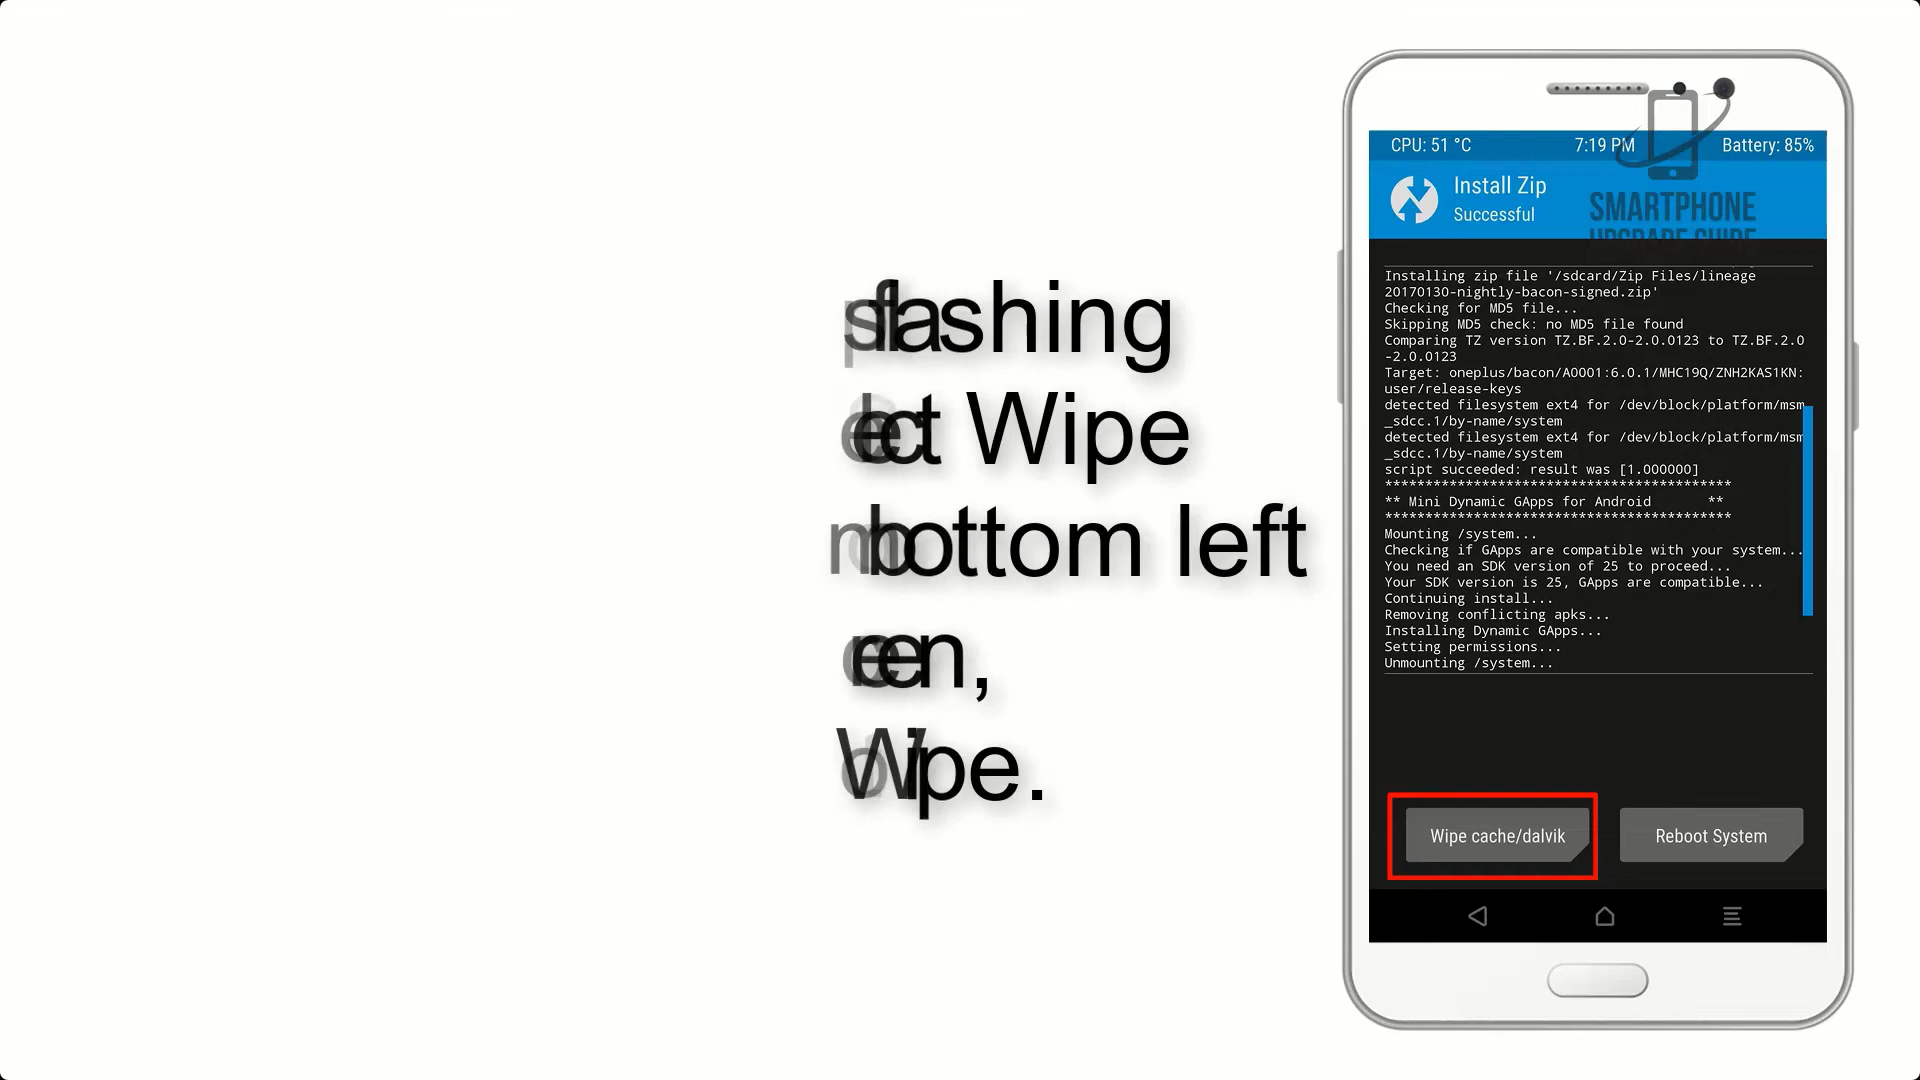 flashing
ct Wipe
bottom left
en,
Wipe.
CPU: 51 °C
7:19 PM
Battery: 85%
Install Zip
Successful
SMARTPHONE
UPGRADE GUIDE
Installing zip file '/sdcard/Zip Files/lineage
20170130-nightly-bacon-signed.zip'
Checking for MD5 file...
Skipping MD5 check: no MD5 file found
Comparing TZ version TZ.BF.2.0-2.0.0123 to TZ.BF.2.0
-2.0.0123
Target: oneplus/bacon/A0001:6.0.1/MHC19Q/ZNH2KAS1KN:
user/release-keys
detected filesystem ext4 for /dev/block/platform/msm
_sdcc.1/by-name/system
detected filesystem ext4 for /dev/block/platform/msm
_sdcc.1/by-name/system
script succeeded: result was [1.000000]
*******************************************
** Mini Dynamic GApps for Android **
*******************************************
Mounting /system...
Checking if GApps are compatible with your system...
You need an SDK version of 25 to proceed...
Your SDK version is 25, GApps are compatible...
Continuing install...
Removing conflicting apks...
Installing Dynamic GApps...
Setting permissions...
Unmounting /system...
Wipe cache/dalvik
Reboot System